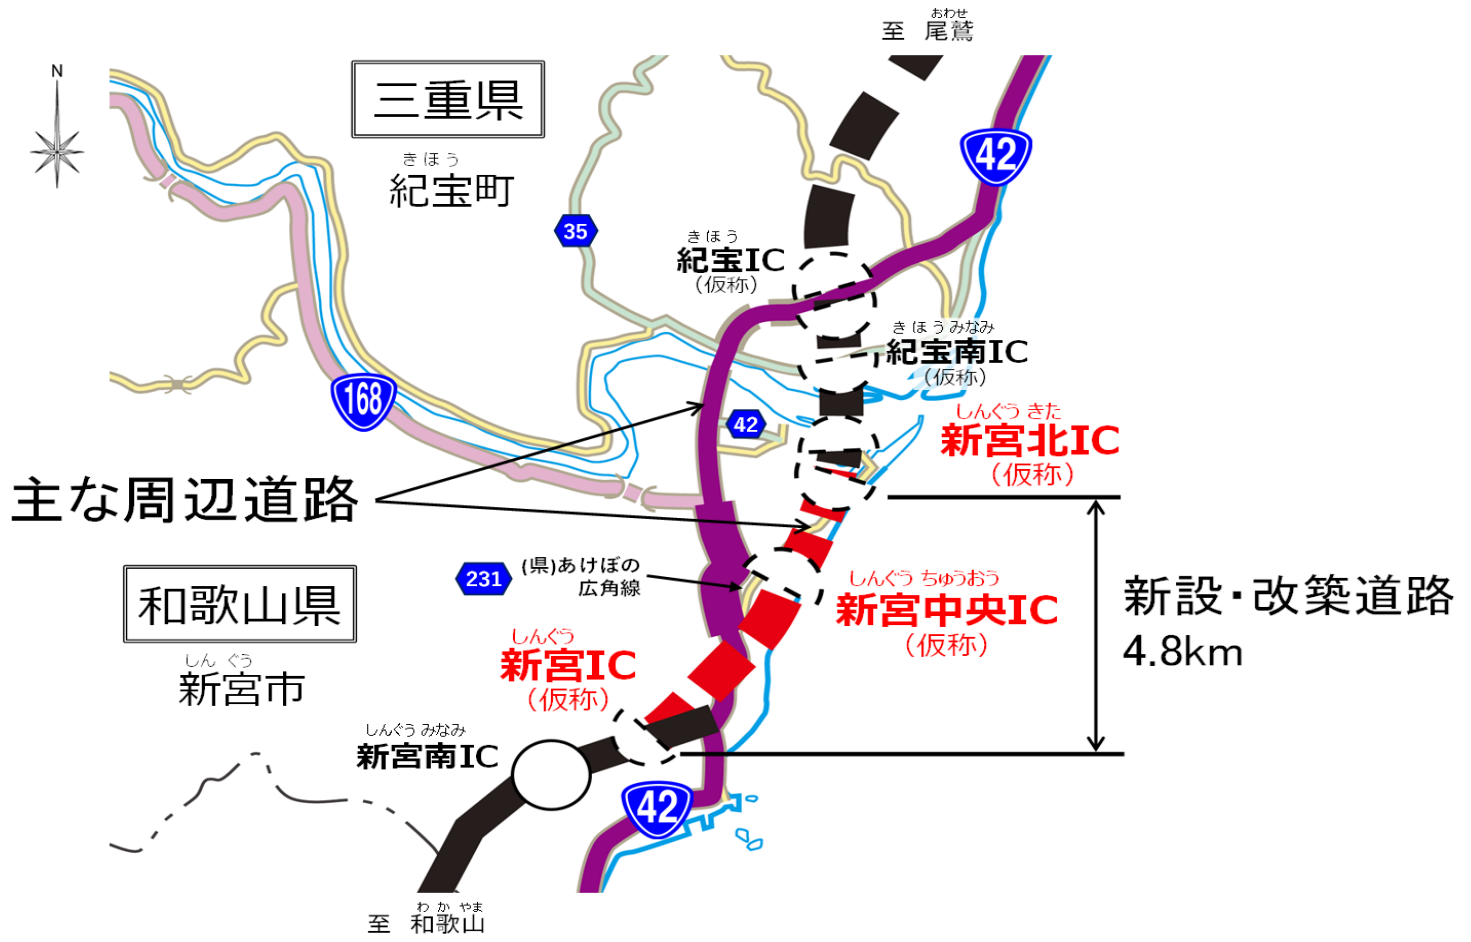 おわせ
至 尾鷲
N
三重県
きほう
紀宝町
42
35
きほう
紀宝IC
(仮称)
きほうみなみ
紀宝南IC
(仮称)
168
42
しんぐう きた
新宮北IC
(仮称)
主な周辺道路
231
(県)あけぼの
広角線
しんぐう ちゅうおう
新宮中央IC
(仮称)
新設・改築道路
4.8km
和歌山県
しん ぐう
新宮市
しんぐう
新宮IC
(仮称)
しんぐう みなみ
新宮南IC
42
わ か やま
至 和歌山